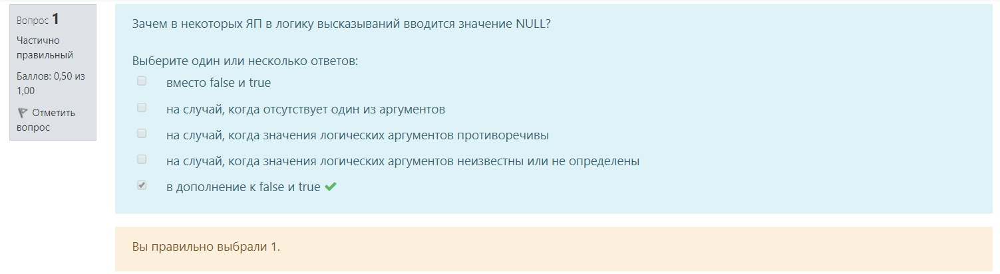 Вопрос 1
Частично
правильный
Баллов: 0,50 из
1,00
Отметить
вопрос
Зачем в некоторых ЯП в логику высказываний вводится значение NULL?
Выберите один или несколько ответов:
вместо false и true
на случай, когда отсутствует один из аргументов
на случай, когда значения логических аргументов противоречивы
на случай, когда значения логических аргументов неизвестны или не определены
в дополнение к false и true
Вы правильно выбрали 1.